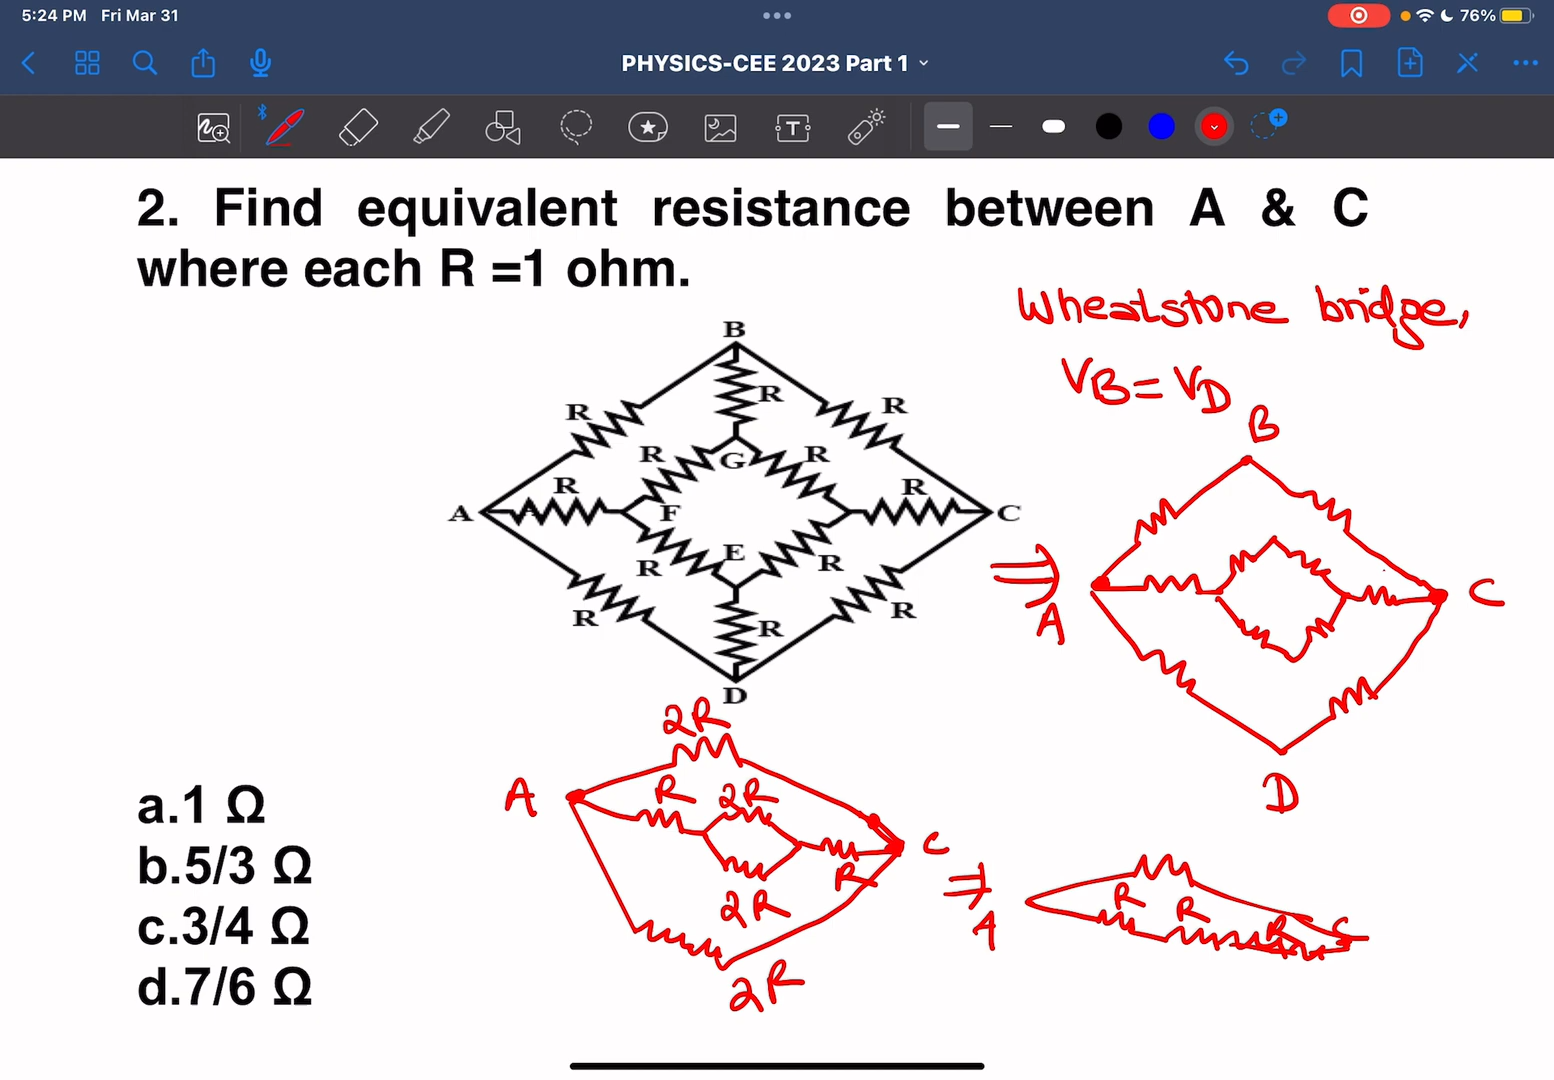 5:24 PM Fri Mar 31
76%
PHYSICS-CEE 2023 Part 1
T
2. Find equivalent resistance between A & C
where each R =1 ohm.
Wheatstone bridge,
VB = VD
B
R
R
R
B
R
G
R
R
R
A
A
F
C
E
R
R
C
A
R
R
R
D
2R
D
A
R
2R
C
R
2R
2R
⇒
A
R
R
R
C
a.1 Ω
b.5/3 Ω
c.3/4 Ω
d.7/6 Ω